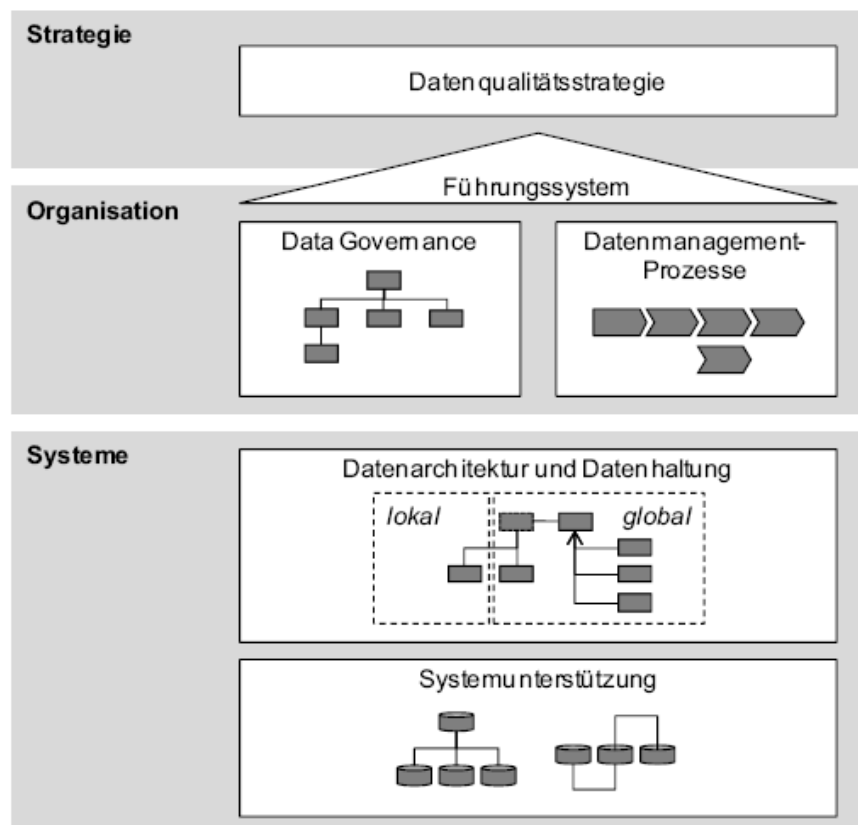 Strategie
Datenqualitätsstrategie
Führungssystem
Organisation
Data Governance
Datenmanagement-
Prozesse
Systeme
Datenarchitektur und Datenhaltung
lokal
global
Systemunterstützung